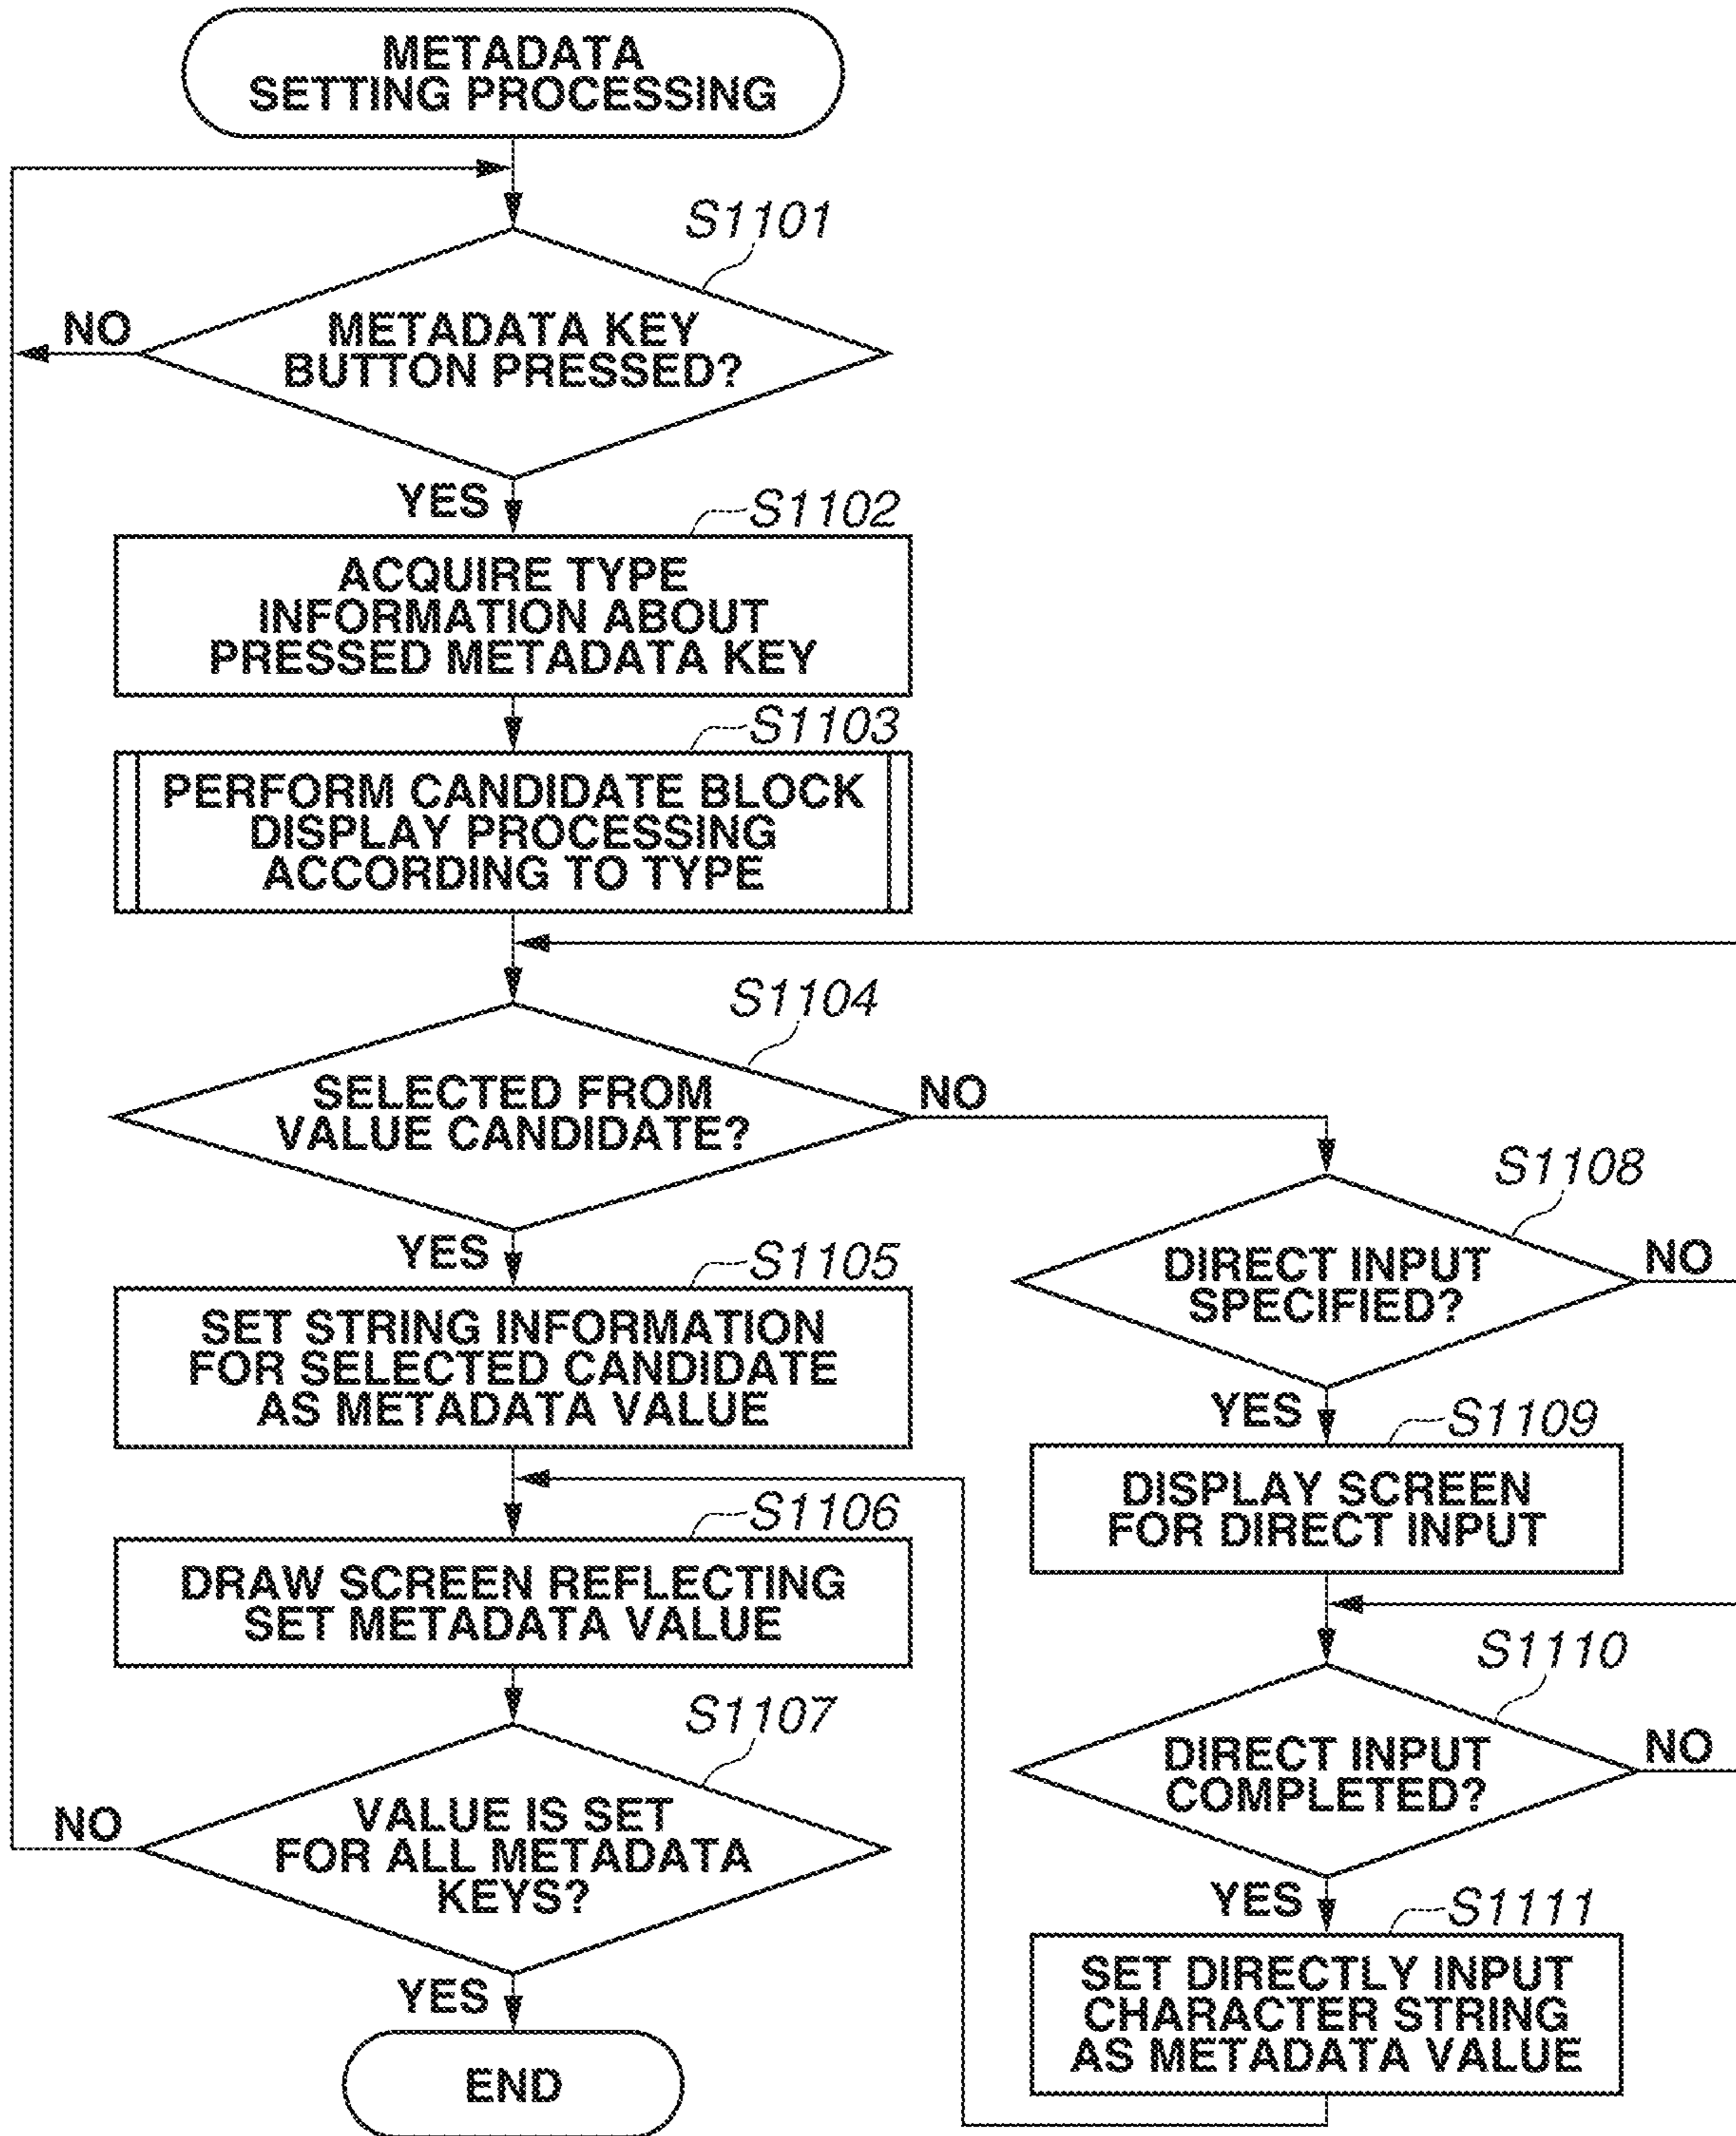 METADATA
SETTING PROCESSING
S1101
METADATA KEY
BUTTON PRESSED?
NO
YES
S1102
ACQUIRE TYPE
INFORMATION ABOUT
PRESSED METADATA KEY
S1103
PERFORM CANDIDATE BLOCK
DISPLAY PROCESSING
ACCORDING TO TYPE
S1104
SELECTED FROM
VALUE CANDIDATE?
NO
YES
S1105
SET STRING INFORMATION
FOR SELECTED CANDIDATE
AS METADATA VALUE
S1106
DRAW SCREEN REFLECTING
SET METADATA VALUE
S1107
VALUE IS SET
FOR ALL METADATA
KEYS?
NO
YES
END
S1108
DIRECT INPUT
SPECIFIED?
NO
YES
S1109
DISPLAY SCREEN
FOR DIRECT INPUT
S1110
DIRECT INPUT
COMPLETED?
NO
YES
S1111
SET DIRECTLY INPUT
CHARACTER STRING
AS METADATA VALUE